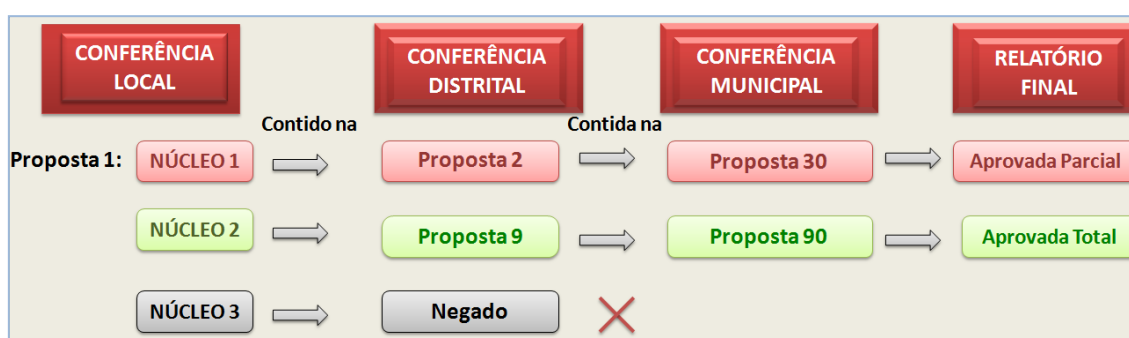 CONFERÊNCIA
LOCAL
CONFERÊNCIA
DISTRITAL
CONFERÊNCIA
MUNICIPAL
RELATÓRIO
FINAL
Contido na
Contida na
Proposta 1: NÚCLEO 1 Proposta 2 Proposta 30 Aprovada Parcial
NÚCLEO 2 Proposta 9 Proposta 90 Aprovada Total
NÚCLEO 3 Negado